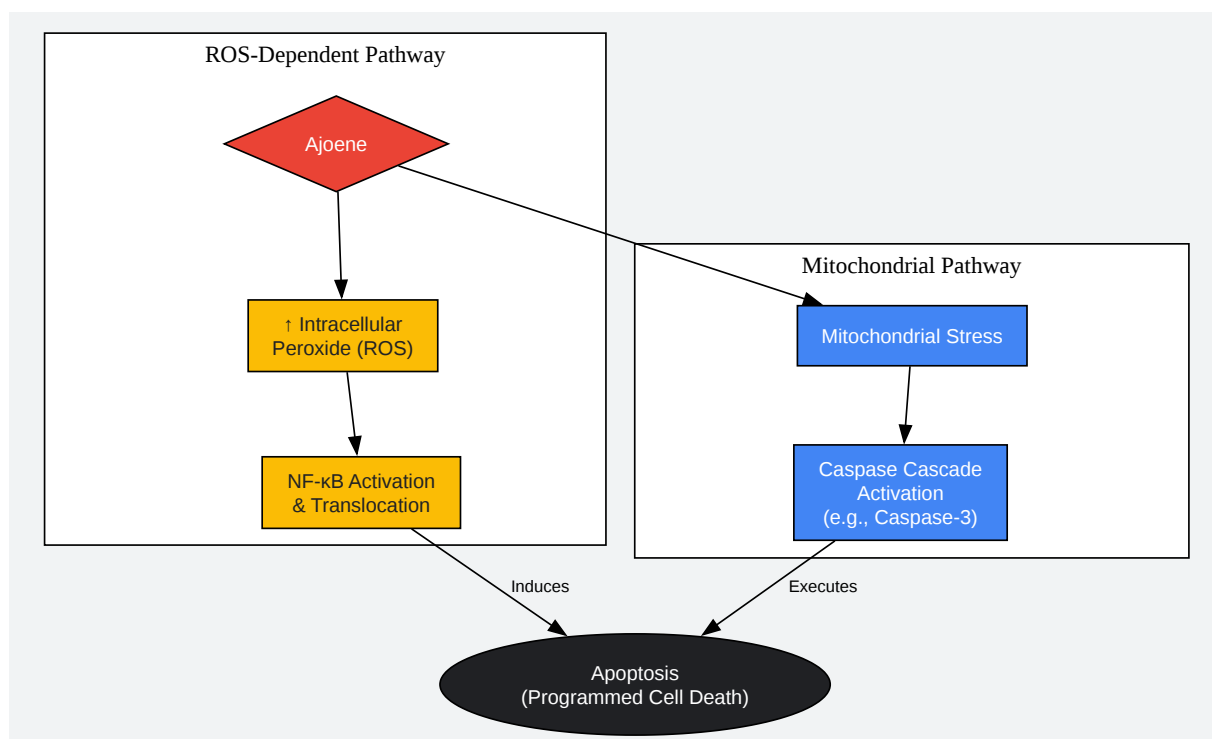 ROS-Dependent Pathway
Ajoene
↑ Intracellular
Peroxide (ROS)
NF-κB Activation
& Translocation
Mitochondrial Pathway
Mitochondrial Stress
Caspase Cascade
Activation
(e.g., Caspase-3)
Induces
Executes
Apoptosis
(Programmed Cell Death)